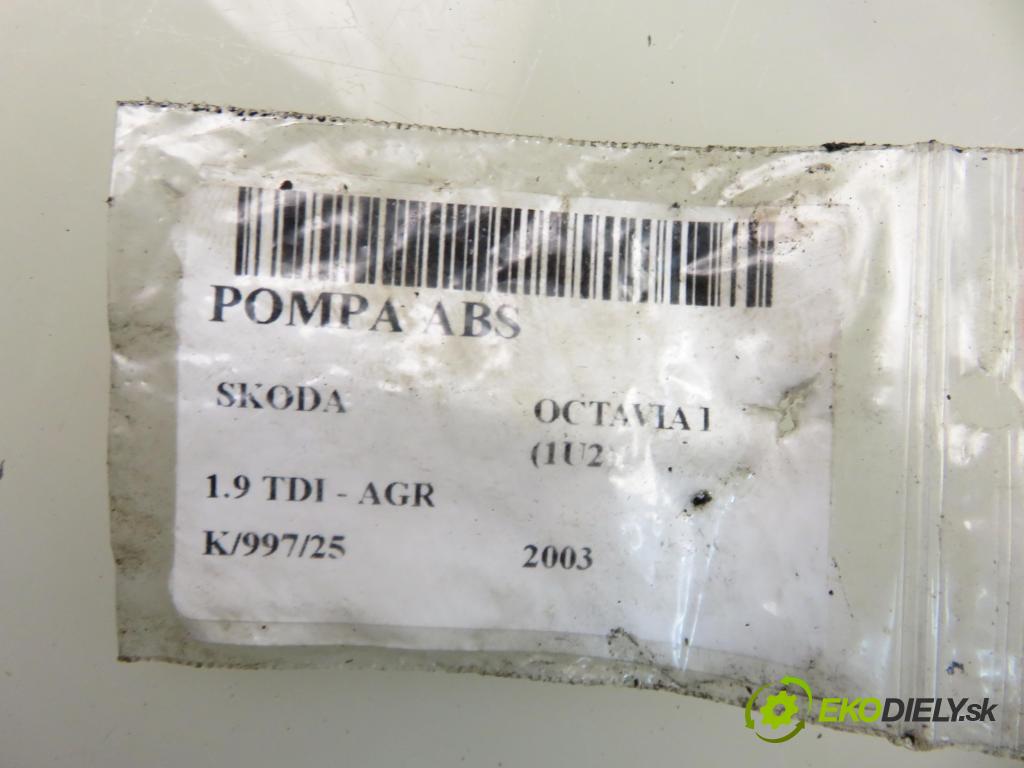 POMPA ABS
SKODA
OCTAVIA I
(1U2)
1.9 TDI - AGR
K/997/25
2003
EKODIELY.sk